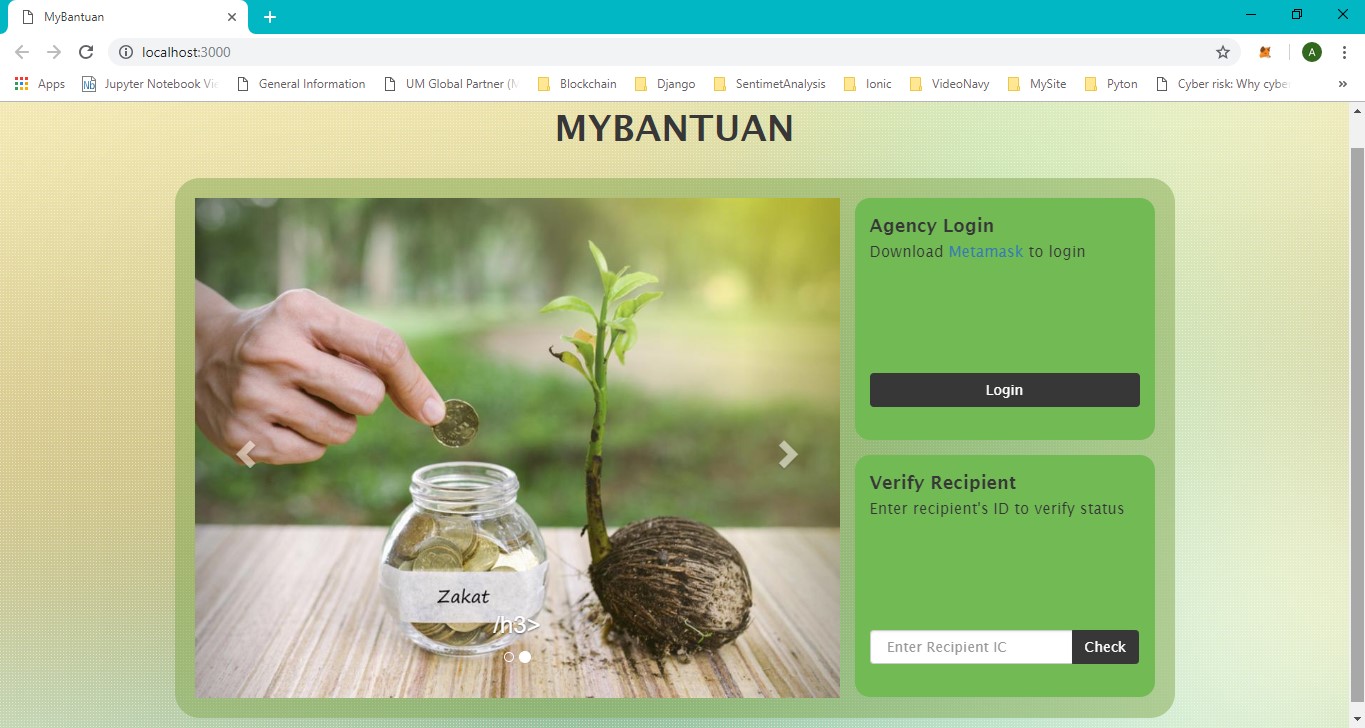 MyBantuan
localhost:3000
A
Apps
Jupyter Notebook Vie
General Information
UM Global Partner (M
Blockchain
Django
SentimetAnalysis
Ionic
VideoNavy
MySite
Pyton
Cyber risk: Why cyber
»
MYBANTUAN
Zakat
/h3>
Agency Login
Download Metamask to login
Login
Verify Recipient
Enter recipient's ID to verify status
Enter Recipient IC
Check